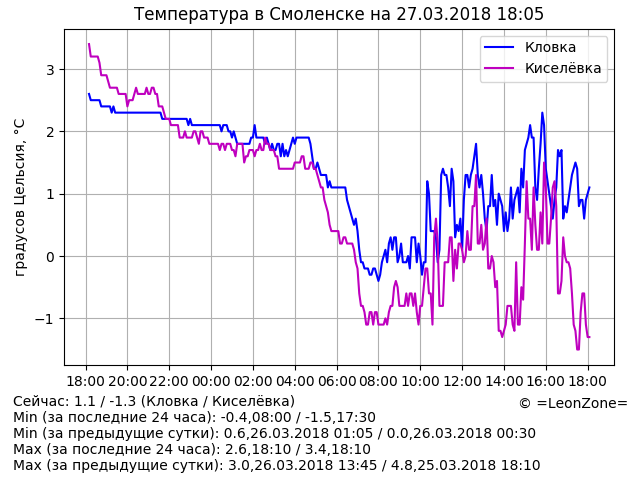 Температура в Смоленске на 27.03.2018 18:05
градусов Цельсия, °C
3
2
1
0
−1
Кловка
Киселёвка
18:00 20:00 22:00 00:00 02:00 04:00 06:00 08:00 10:00 12:00 14:00 16:00 18:00
Сейчас: 1.1 / -1.3 (Кловка / Киселёвка)
© =LeonZone=
Min (за последние 24 часа): -0.4,08:00 / -1.5,17:30
Min (за предыдущие сутки): 0.6,26.03.2018 01:05 / 0.0,26.03.2018 00:30
Max (за последние 24 часа): 2.6,18:10 / 3.4,18:10
Max (за предыдущие сутки): 3.0,26.03.2018 13:45 / 4.8,25.03.2018 18:10